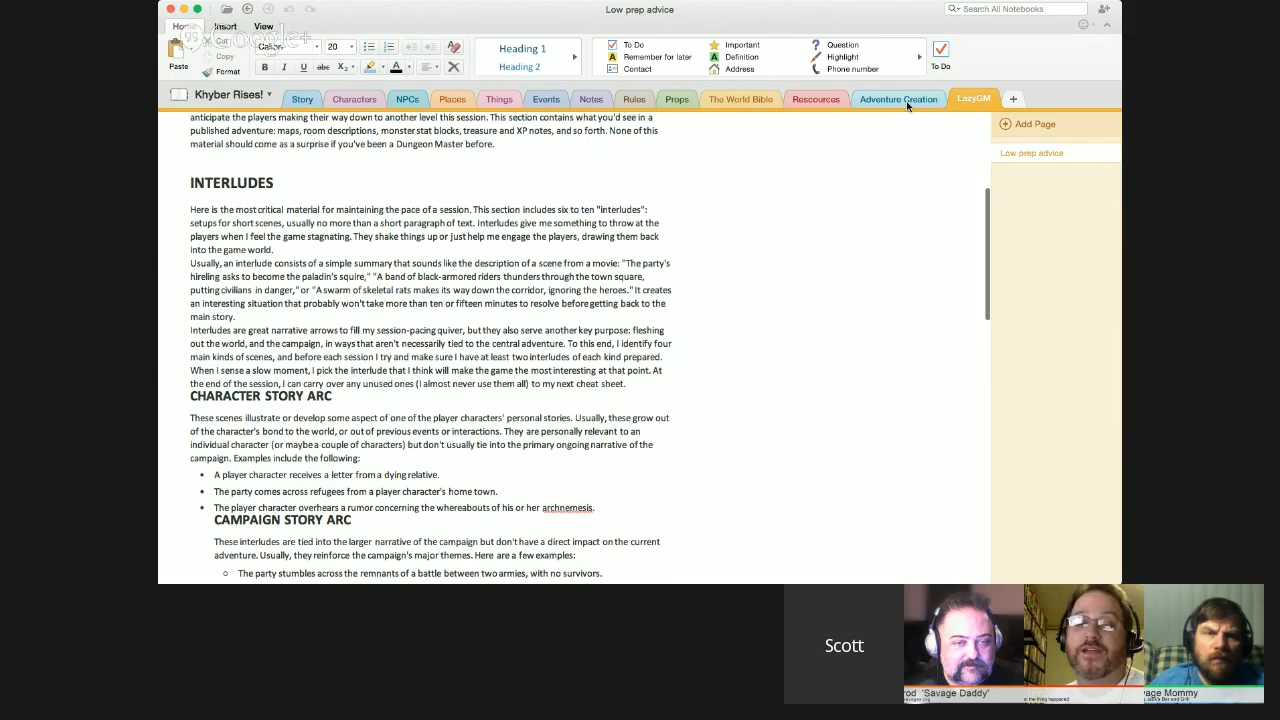 Low prep advice
Search All Notebooks
Home Insert View
Google+
Cut
Copy
Paste
Format
Calibri
20
B I U abc X2 A
Heading 1
Heading 2
To Do Important Question
Remember for later Definition Highlight
Contact Address Phone number
To Do
Khyber Rises! Story Characters NPCs Places Things Events Notes Rules Props The World Bible Rescources Adventure Creation LazyGM +
Add Page
Low prep advice
anticipate the players making their way down to another level this session. This section contains what you'd see in a
published adventure: maps, room descriptions, monster stat blocks, treasure and XP notes, and so forth. None of this
material should come as a surprise if you've been a Dungeon Master before.
INTERLUDES
Here is the most critical material for maintaining the pace of a session. This section includes six to ten "interludes":
setups for short scenes, usually no more than a short paragraph of text. Interludes give me something to throw at the
players when I feel the game stagnating. They shake things up or just help me engage the players, drawing them back
into the game world.
Usually, an interlude consists of a simple summary that sounds like the description of a scene from a movie: "The party's
hireling asks to become the paladin's squire," "A band of black-armored riders thunders through the town square,
putting civilians in danger," or "A swarm of skeletal rats makes its way down the corridor, ignoring the heroes." It creates
an interesting situation that probably won't take more than ten or fifteen minutes to resolve before getting back to the
main story.
Interludes are great narrative arrows to fill my session-pacing quiver, but they also serve another key purpose: fleshing
out the world, and the campaign, in ways that aren't necessarily tied to the central adventure. To this end, I identify four
main kinds of scenes, and before each session I try and make sure I have at least two interludes of each kind prepared.
When I sense a slow moment, I pick the interlude that I think will make the game the most interesting at that point. At
the end of the session, I can carry over any unused ones (I almost never use them all) to my next cheat sheet.
CHARACTER STORY ARC
These scenes illustrate or develop some aspect of one of the player characters' personal stories. Usually, these grow out
of the character's bond to the world, or out of previous events or interactions. They are personally relevant to an
individual character (or maybe a couple of characters) but don't usually tie into the primary ongoing narrative of the
campaign. Examples include the following:
• A player character receives a letter from a dying relative.
• The party comes across refugees from a player character's home town.
• The player character overhears a rumor concerning the whereabouts of his or her archnemesis.
CAMPAIGN STORY ARC
These interludes are tied into the larger narrative of the campaign but don't have a direct impact on the current
adventure. Usually, they reinforce the campaign's major themes. Here are a few examples:
○ The party stumbles across the remnants of a battle between two armies, with no survivors.
Scott
rod "Savage Daddy"
vage Mommy